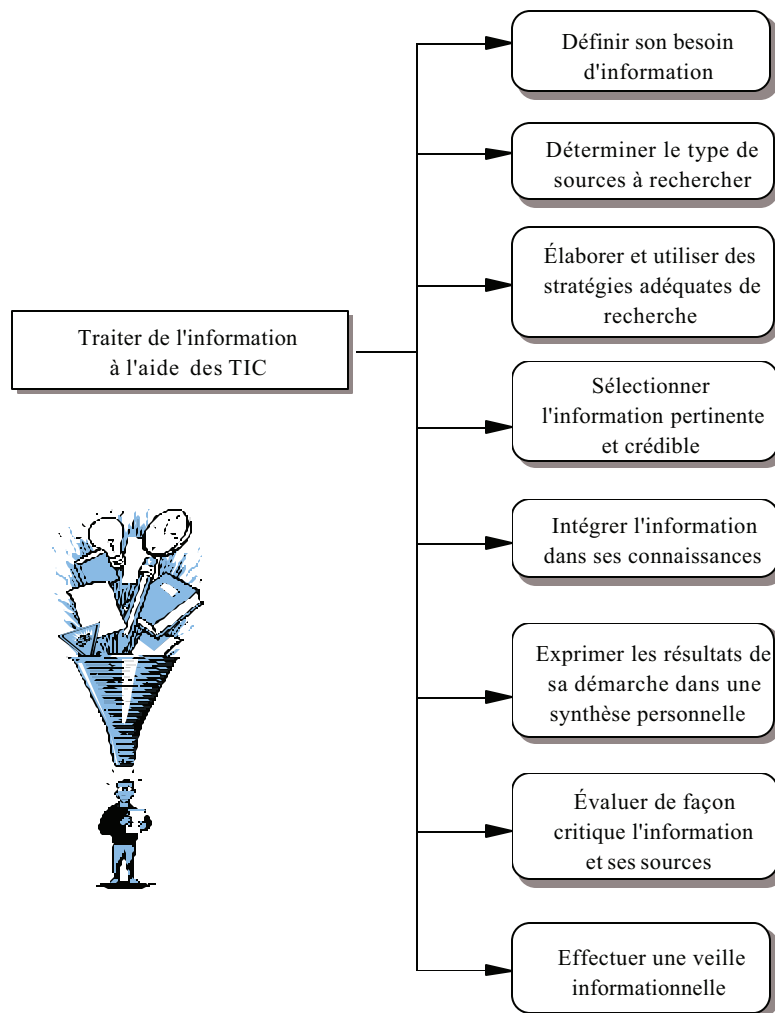 Définir son besoin
d'information
Déterminer le type de
sources à rechercher
Élaborer et utiliser des
stratégies adéquates de
recherche
Traiter de l'information
à l'aide des TIC
Sélectionner
l'information pertinente
et crédible
Intégrer l'information
dans ses connaissances
Exprimer les résultats de
sa démarche dans une
synthèse personnelle
Évaluer de façon
critique l'information
et ses sources
Effectuer une veille
informationnelle